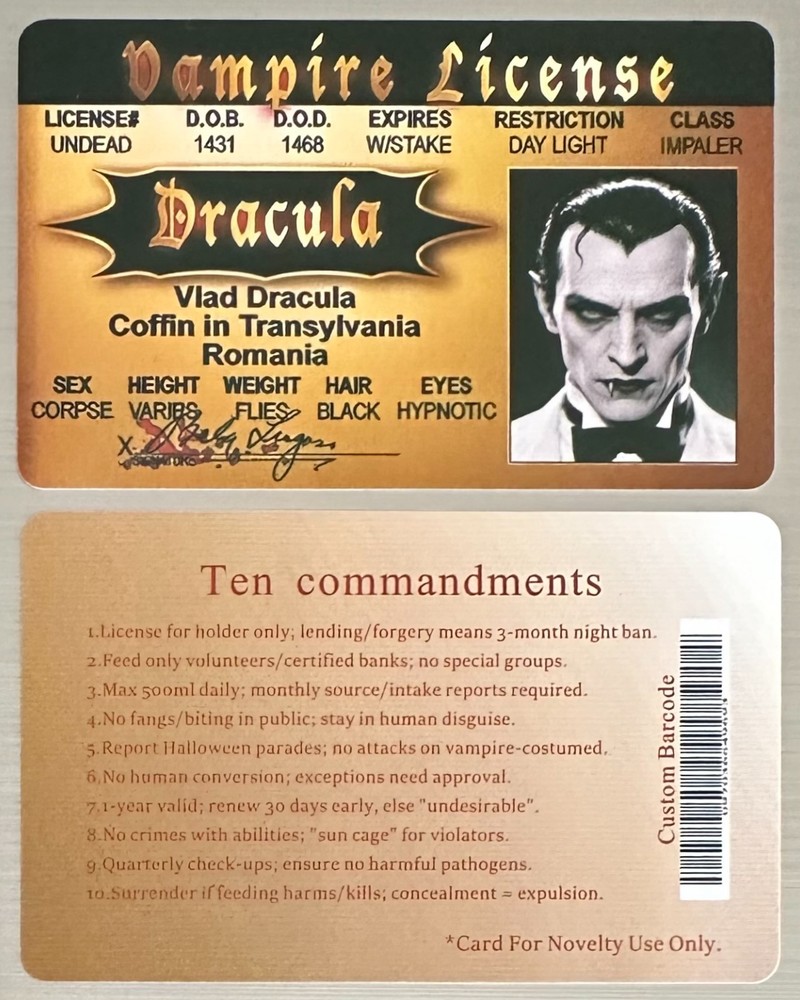 Vampire License
LICENSE# D.O.B. D.O.D. EXPIRES RESTRICTION CLASS
UNDEAD 1431 1468 W/STAKE DAY LIGHT IMPALER
Dracula
Vlad Dracula
Coffin in Transylvania
Romania
SEX HEIGHT WEIGHT HAIR EYES
CORPSE VARIES FLIES BLACK HYPNOTIC
X Bela Lugosi
Ten commandments
1.License for holder only; lending/forgery means 3-month night ban.
2.Feed only volunteers/certified banks; no special groups.
3.Max 500ml daily; monthly source/intake reports required.
4.No fangs/biting in public; stay in human disguise.
5.Report Halloween parades; no attacks on vampire-costumed.
6.No human conversion; exceptions need approval.
7.1-year valid; renew 30 days early, else "undesirable".
8.No crimes with abilities; "sun cage" for violators.
9.Quarterly check-ups; ensure no harmful pathogens.
10.Surrender if feeding harms/kills; concealment = expulsion.
Custom Barcode
*Card For Novelty Use Only.